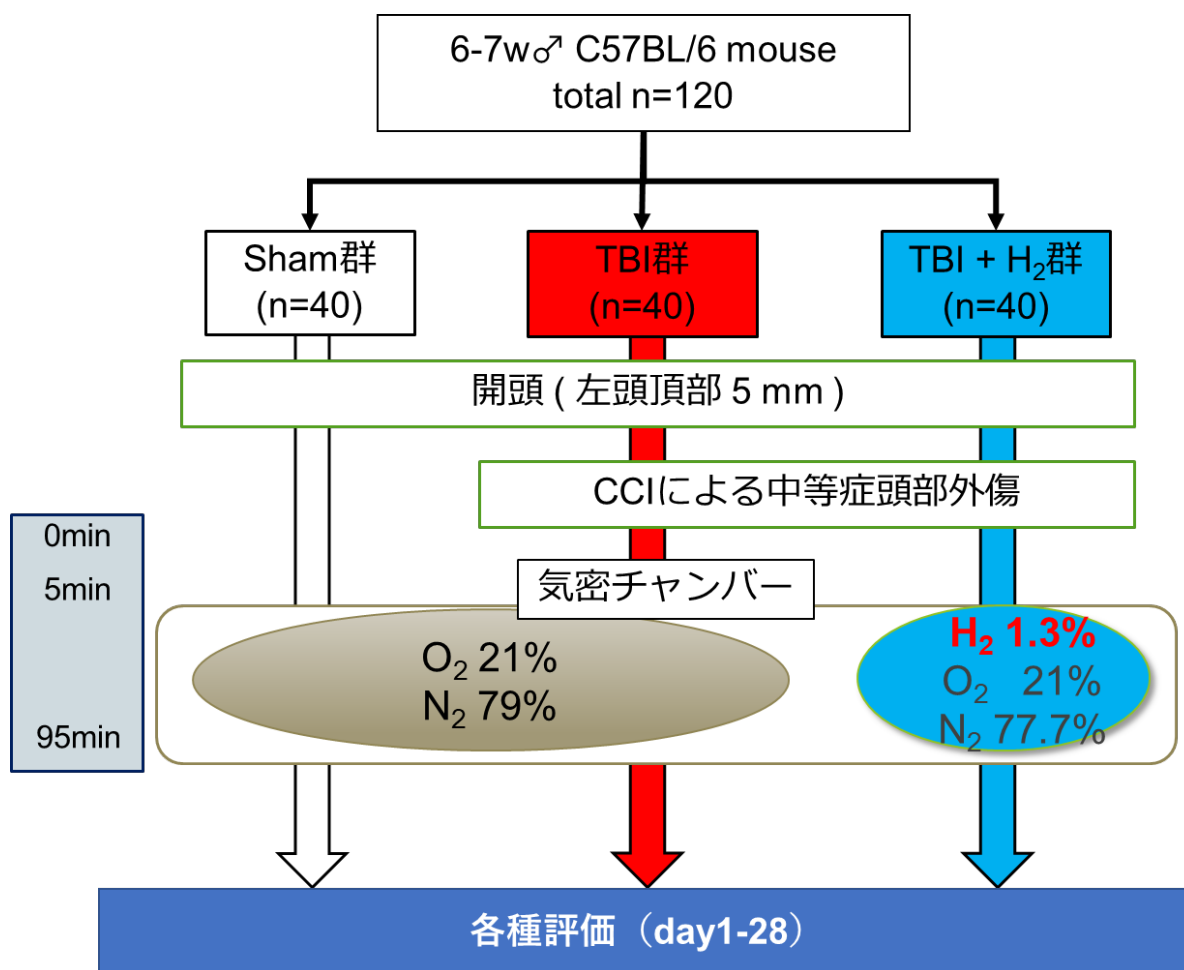 6-7w♂ C57BL/6 mouse
total n=120
Sham群
(n=40)
TBI群
(n=40)
TBI + H₂群
(n=40)
開頭 ( 左頭頂部 5 mm )
CCIによる中等症頭部外傷
0min
5min
95min
気密チャンバー
O₂ 21%
N₂ 79%
H₂ 1.3%
O₂ 21%
N₂ 77.7%
各種評価（day1-28）